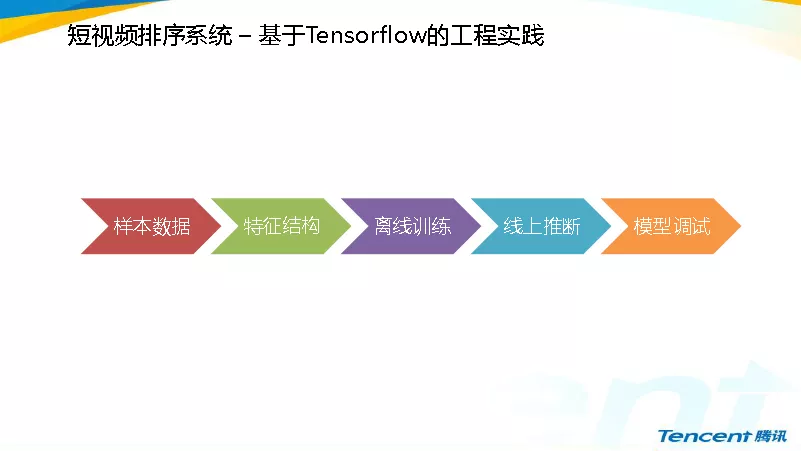 短视频排序系统 – 基于Tensorflow的工程实践
样本数据
特征结构
离线训练
线上推断
模型调试
Tencent 腾讯